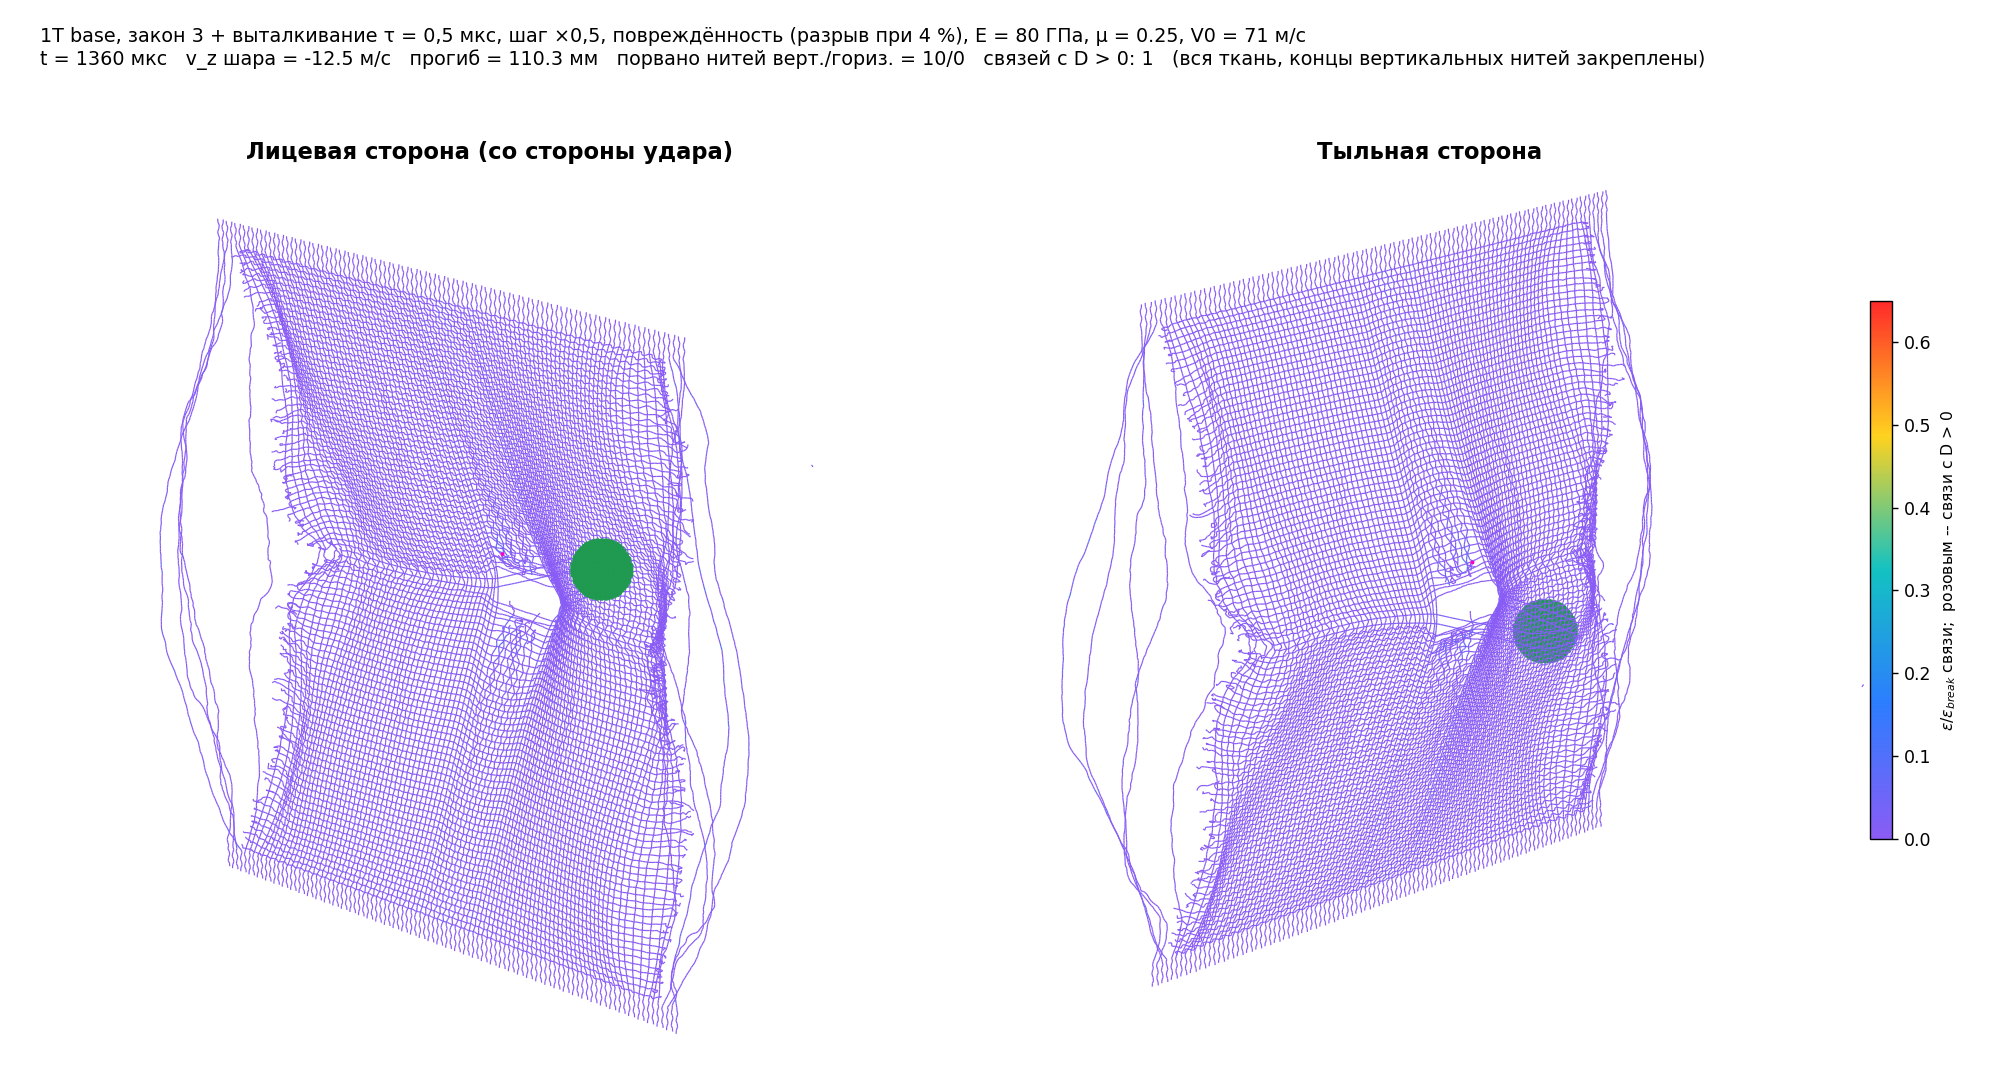 1T base, закон 3 + выталкивание τ = 0,5 мкс, шаг ×0,5, повреждённость (разрыв при 4 %), E = 80 ГПа, μ = 0.25, V0 = 71 м/с
t = 1360 мкс   v_z шара = -12.5 м/с   прогиб = 110.3 мм   порвано нитей верт./гориз. = 10/0   связей с D > 0: 1   (вся ткань, концы вертикальных нитей закреплены)
Лицевая сторона (со стороны удара)
Тыльная сторона
0.6
0.5
0.4
0.3
0.2
0.1
0.0
ε/ε_break связи;  розовым -- связи с D > 0